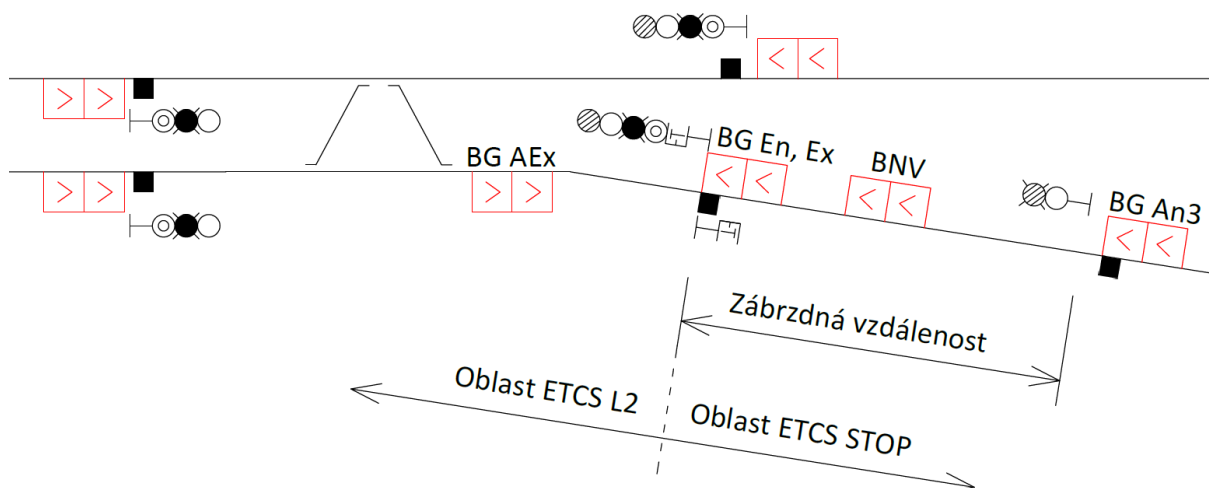 BG AEx
BG En, Ex
BNV
BG An3
Zábrzdná vzdálenost
Oblast ETCS L2
Oblast ETCS STOP